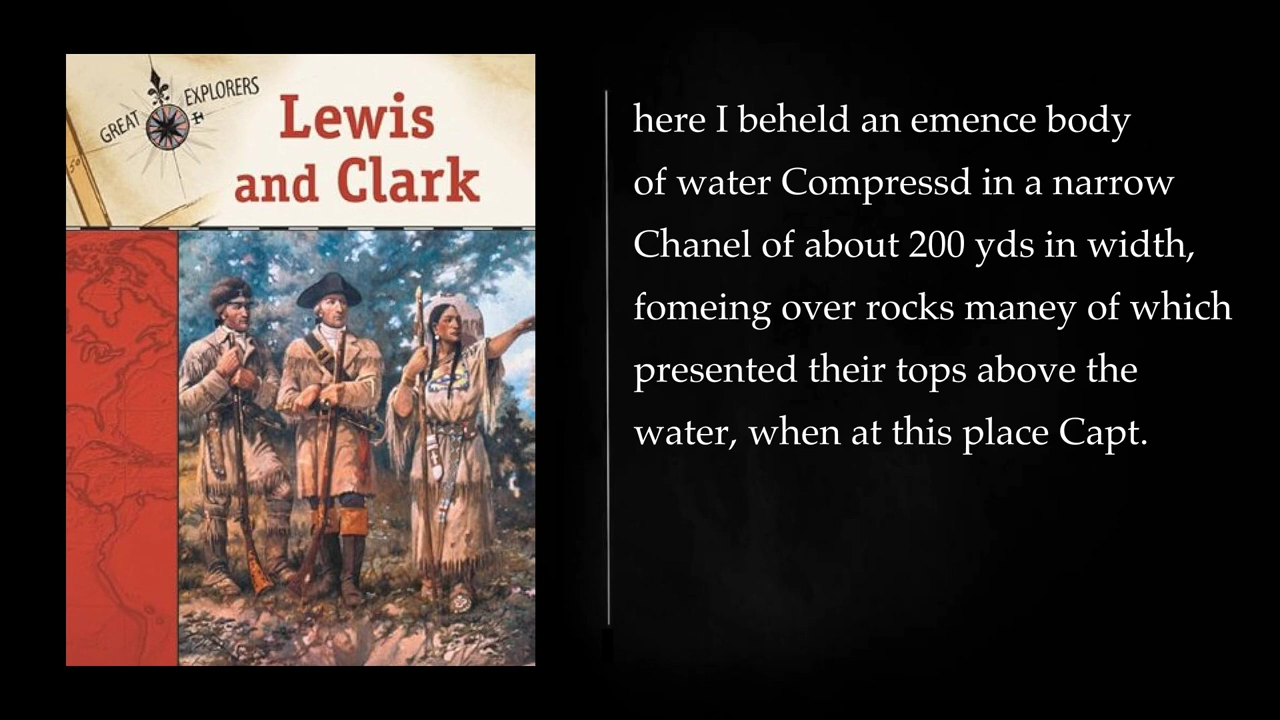 GREAT EXPLORERS
Lewis
and Clark
here I beheld an emence body
of water Compressd in a narrow
Chanel of about 200 yds in width,
fomeing over rocks maney of which
presented their tops above the
water, when at this place Capt.